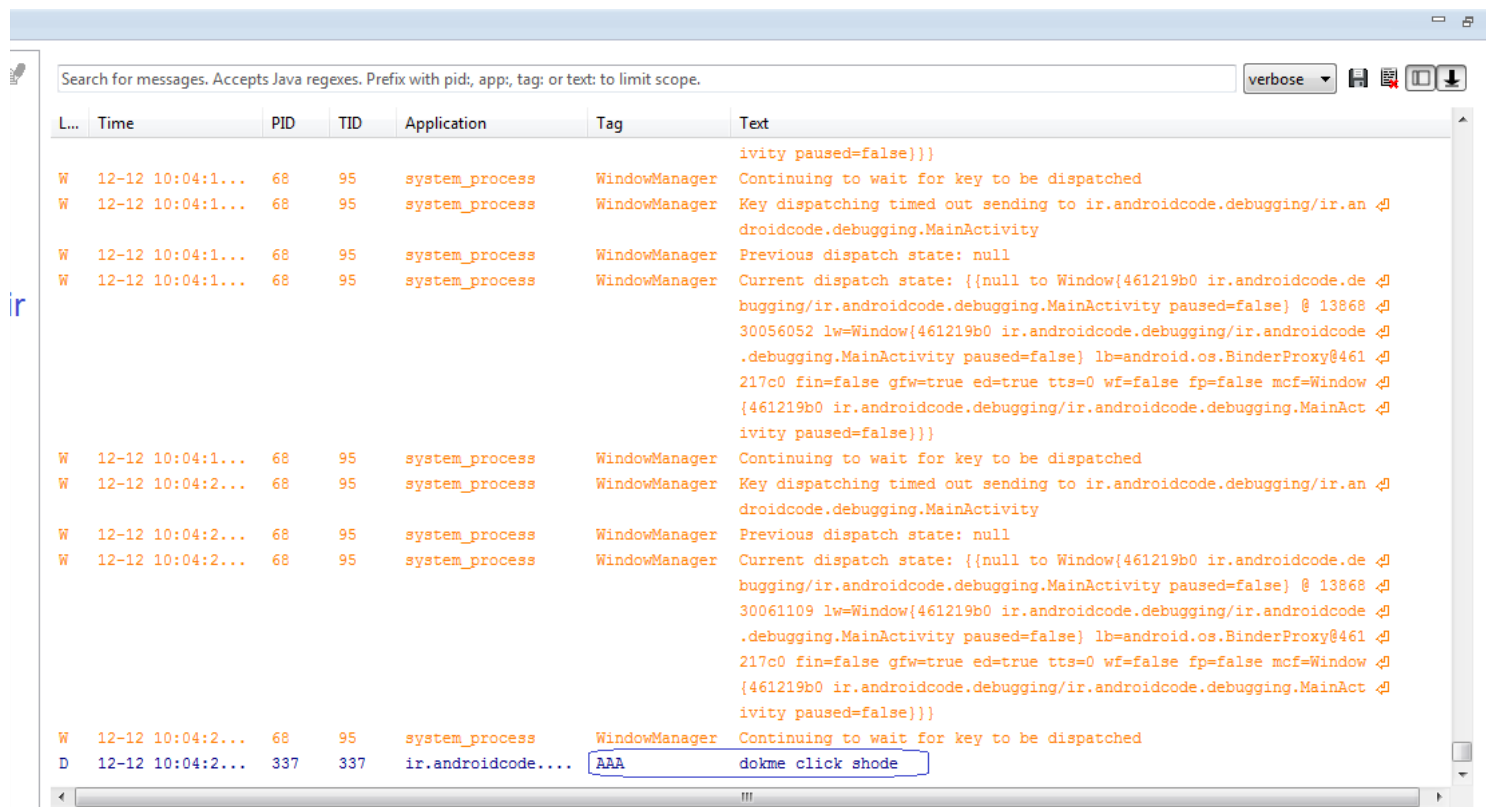 Search for messages. Accepts Java regexes. Prefix with pid:, app:, tag: or text: to limit scope.
verbose
L... Time PID TID Application Tag Text
ivity paused=false}}}
W 12-12 10:04:1... 68 95 system_process WindowManager Continuing to wait for key to be dispatched
W 12-12 10:04:1... 68 95 system_process WindowManager Key dispatching timed out sending to ir.androidcode.debugging/ir.an
droidcode.debugging.MainActivity
W 12-12 10:04:1... 68 95 system_process WindowManager Previous dispatch state: null
W 12-12 10:04:1... 68 95 system_process WindowManager Current dispatch state: {{null to Window{461219b0 ir.androidcode.de
bugging/ir.androidcode.debugging.MainActivity paused=false} @ 13868
30056052 lw=Window{461219b0 ir.androidcode.debugging/ir.androidcode
.debugging.MainActivity paused=false} lb=android.os.BinderProxy@461
217c0 fin=false gfw=true ed=true tts=0 wf=false fp=false mcf=Window
{461219b0 ir.androidcode.debugging/ir.androidcode.debugging.MainAct
ivity paused=false}}}
W 12-12 10:04:1... 68 95 system_process WindowManager Continuing to wait for key to be dispatched
W 12-12 10:04:2... 68 95 system_process WindowManager Key dispatching timed out sending to ir.androidcode.debugging/ir.an
droidcode.debugging.MainActivity
W 12-12 10:04:2... 68 95 system_process WindowManager Previous dispatch state: null
W 12-12 10:04:2... 68 95 system_process WindowManager Current dispatch state: {{null to Window{461219b0 ir.androidcode.de
bugging/ir.androidcode.debugging.MainActivity paused=false} @ 13868
30061109 lw=Window{461219b0 ir.androidcode.debugging/ir.androidcode
.debugging.MainActivity paused=false} lb=android.os.BinderProxy@461
217c0 fin=false gfw=true ed=true tts=0 wf=false fp=false mcf=Window
{461219b0 ir.androidcode.debugging/ir.androidcode.debugging.MainAct
ivity paused=false}}}
W 12-12 10:04:2... 68 95 system_process WindowManager Continuing to wait for key to be dispatched
D 12-12 10:04:2... 337 337 ir.androidcode.... AAA dokme click shode
ir